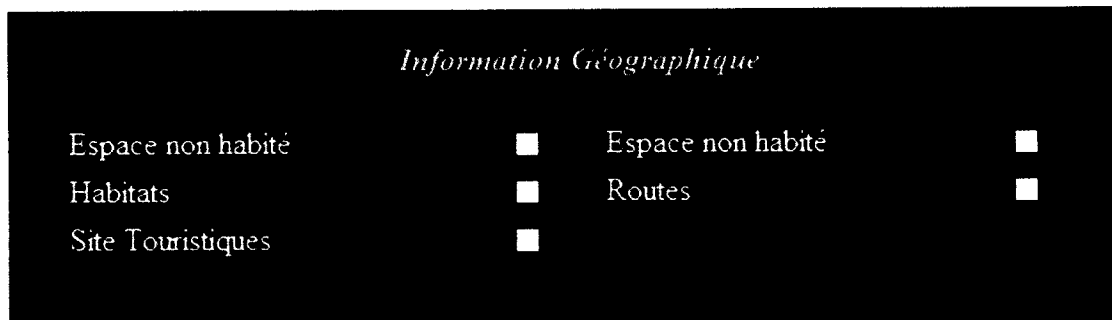 Information Géographique
Espace non habité
Espace non habité
Habitats
Routes
Site Touristiques